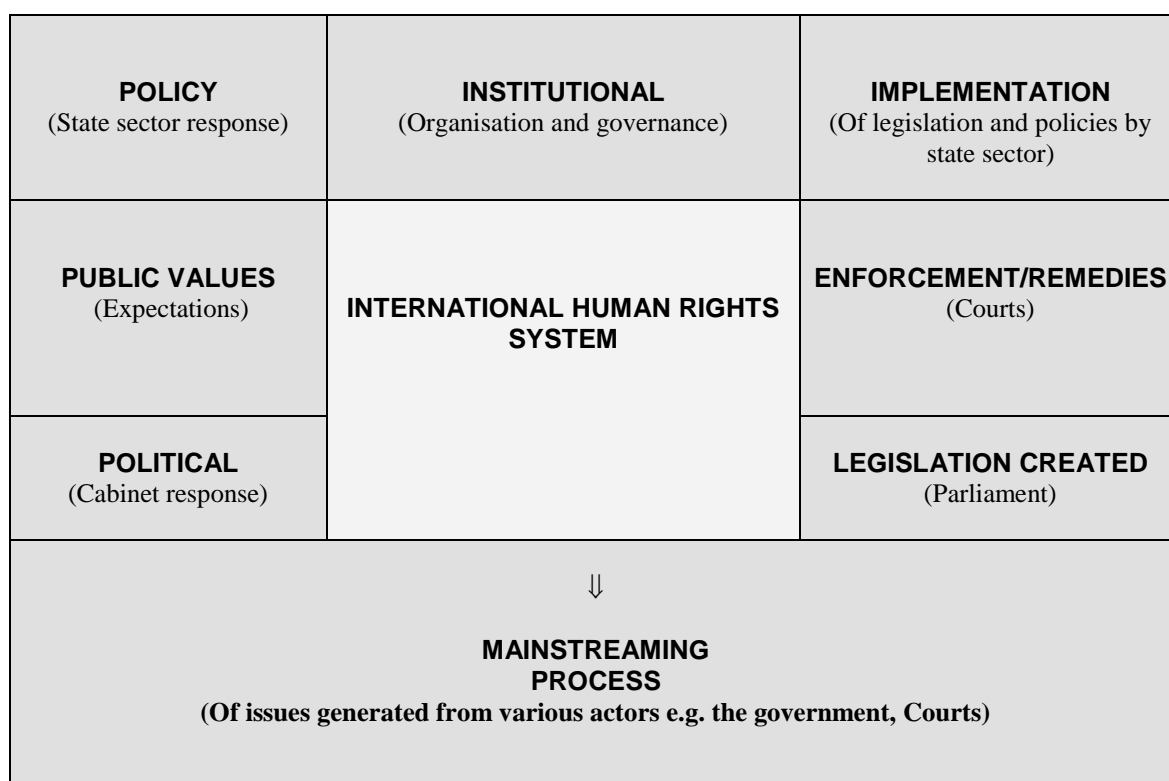 POLICY
(State sector response)
INSTITUTIONAL
(Organisation and governance)
IMPLEMENTATION
(Of legislation and policies by
state sector)
PUBLIC VALUES
(Expectations)
INTERNATIONAL HUMAN RIGHTS
SYSTEM
ENFORCEMENT/REMEDIES
(Courts)
POLITICAL
(Cabinet response)
LEGISLATION CREATED
(Parliament)
⇓
MAINSTREAMING
PROCESS
(Of issues generated from various actors e.g. the government, Courts)